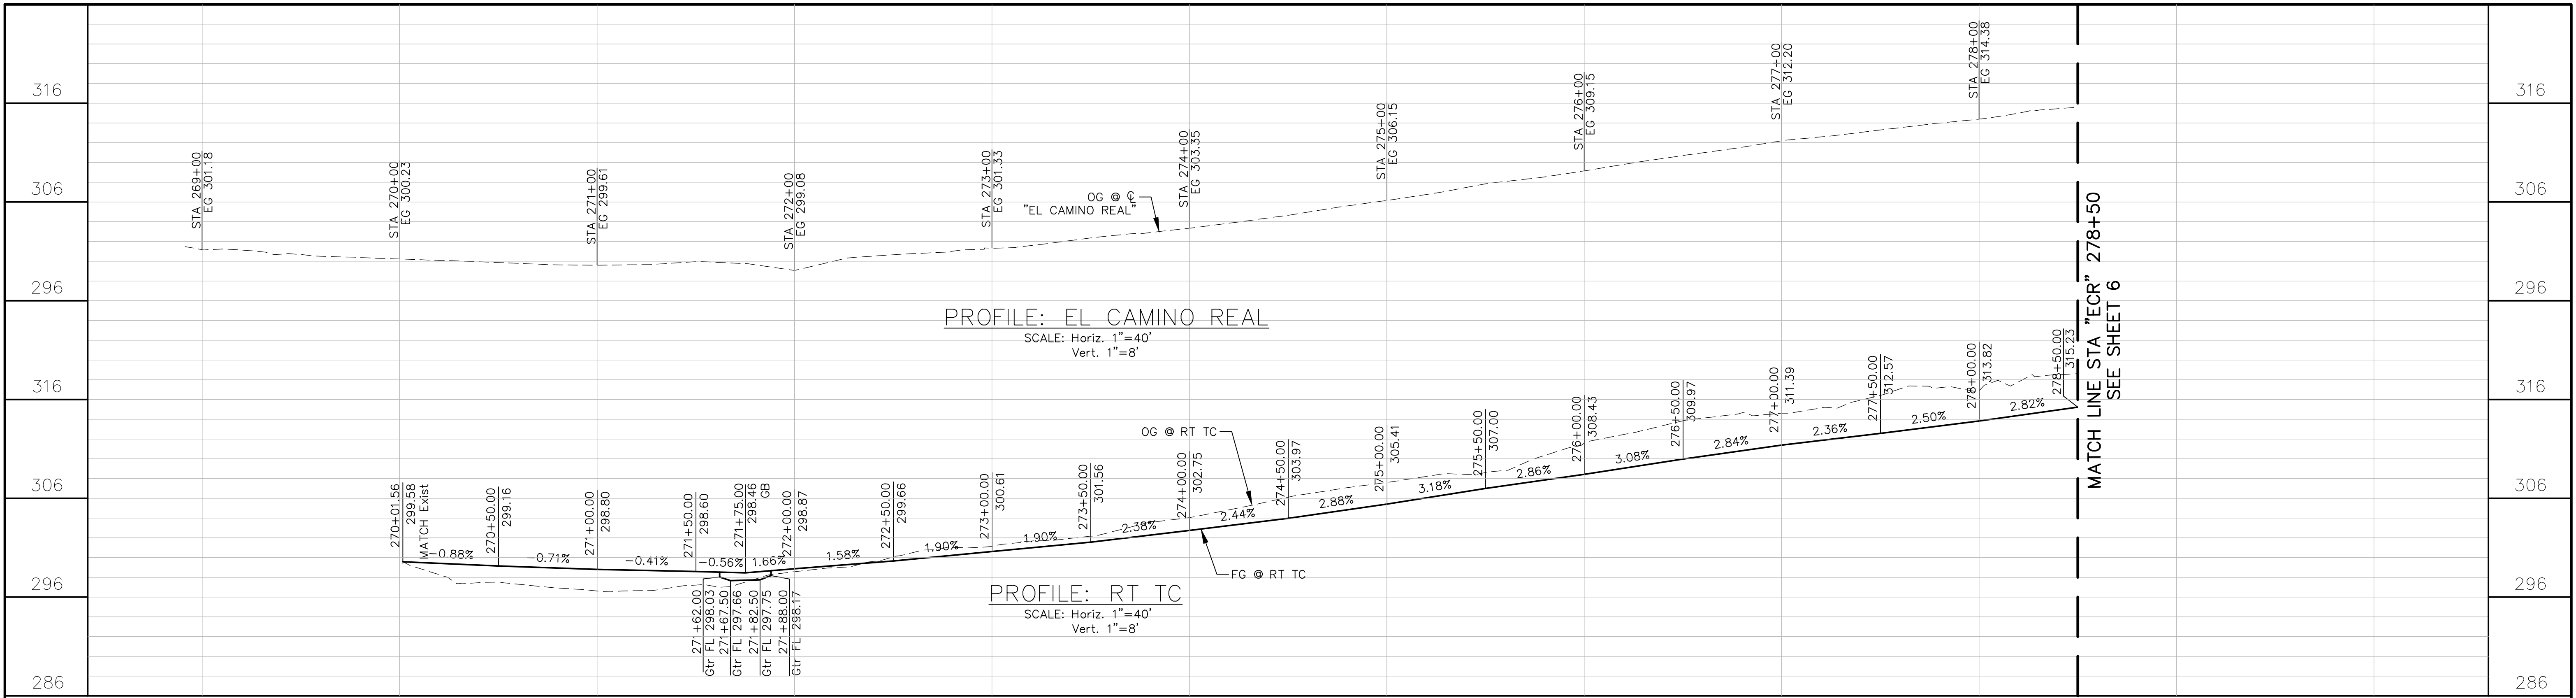 316
306
296
STA 269+00
EG 301.18
STA 270+00
EG 300.23
STA 271+00
EG 299.61
STA 272+00
EG 299.08
STA 273+00
EG 301.33
STA 274+00
EG 303.35
STA 275+00
EG 306.15
STA 276+00
EG 309.15
STA 277+00
EG 312.20
STA 278+00
EG 314.38
OG @ ℄
"EL CAMINO REAL"
316
306
296
PROFILE: EL CAMINO REAL
SCALE: Horiz. 1"=40'
Vert. 1"=8'
MATCH LINE STA "ECR" 278+50
SEE SHEET 6
316
306
296
286
270+01.56
299.58
MATCH Exist
-0.88%
270+50.00
299.16
-0.71%
271+00.00
298.80
-0.41%
271+50.00
298.60
-0.56%
271+75.00
298.46
GB
1.66%
272+00.00
298.87
1.58%
272+50.00
299.66
1.90%
273+00.00
300.61
1.90%
273+50.00
301.56
2.38%
274+00.00
302.75
2.44%
274+50.00
303.97
2.88%
275+00.00
305.41
3.18%
275+50.00
307.00
2.86%
276+00.00
308.43
3.08%
276+50.00
309.97
2.84%
277+00.00
311.39
2.36%
277+50.00
312.57
2.50%
278+00.00
313.82
2.82%
278+50.00
315.23
OG @ RT TC
FG @ RT TC
271+62.00
Gtr FL 298.03
271+67.50
Gtr FL 297.66
271+82.50
Gtr FL 297.75
271+88.00
Gtr FL 298.17
PROFILE: RT TC
SCALE: Horiz. 1"=40'
Vert. 1"=8'
316
306
296
286